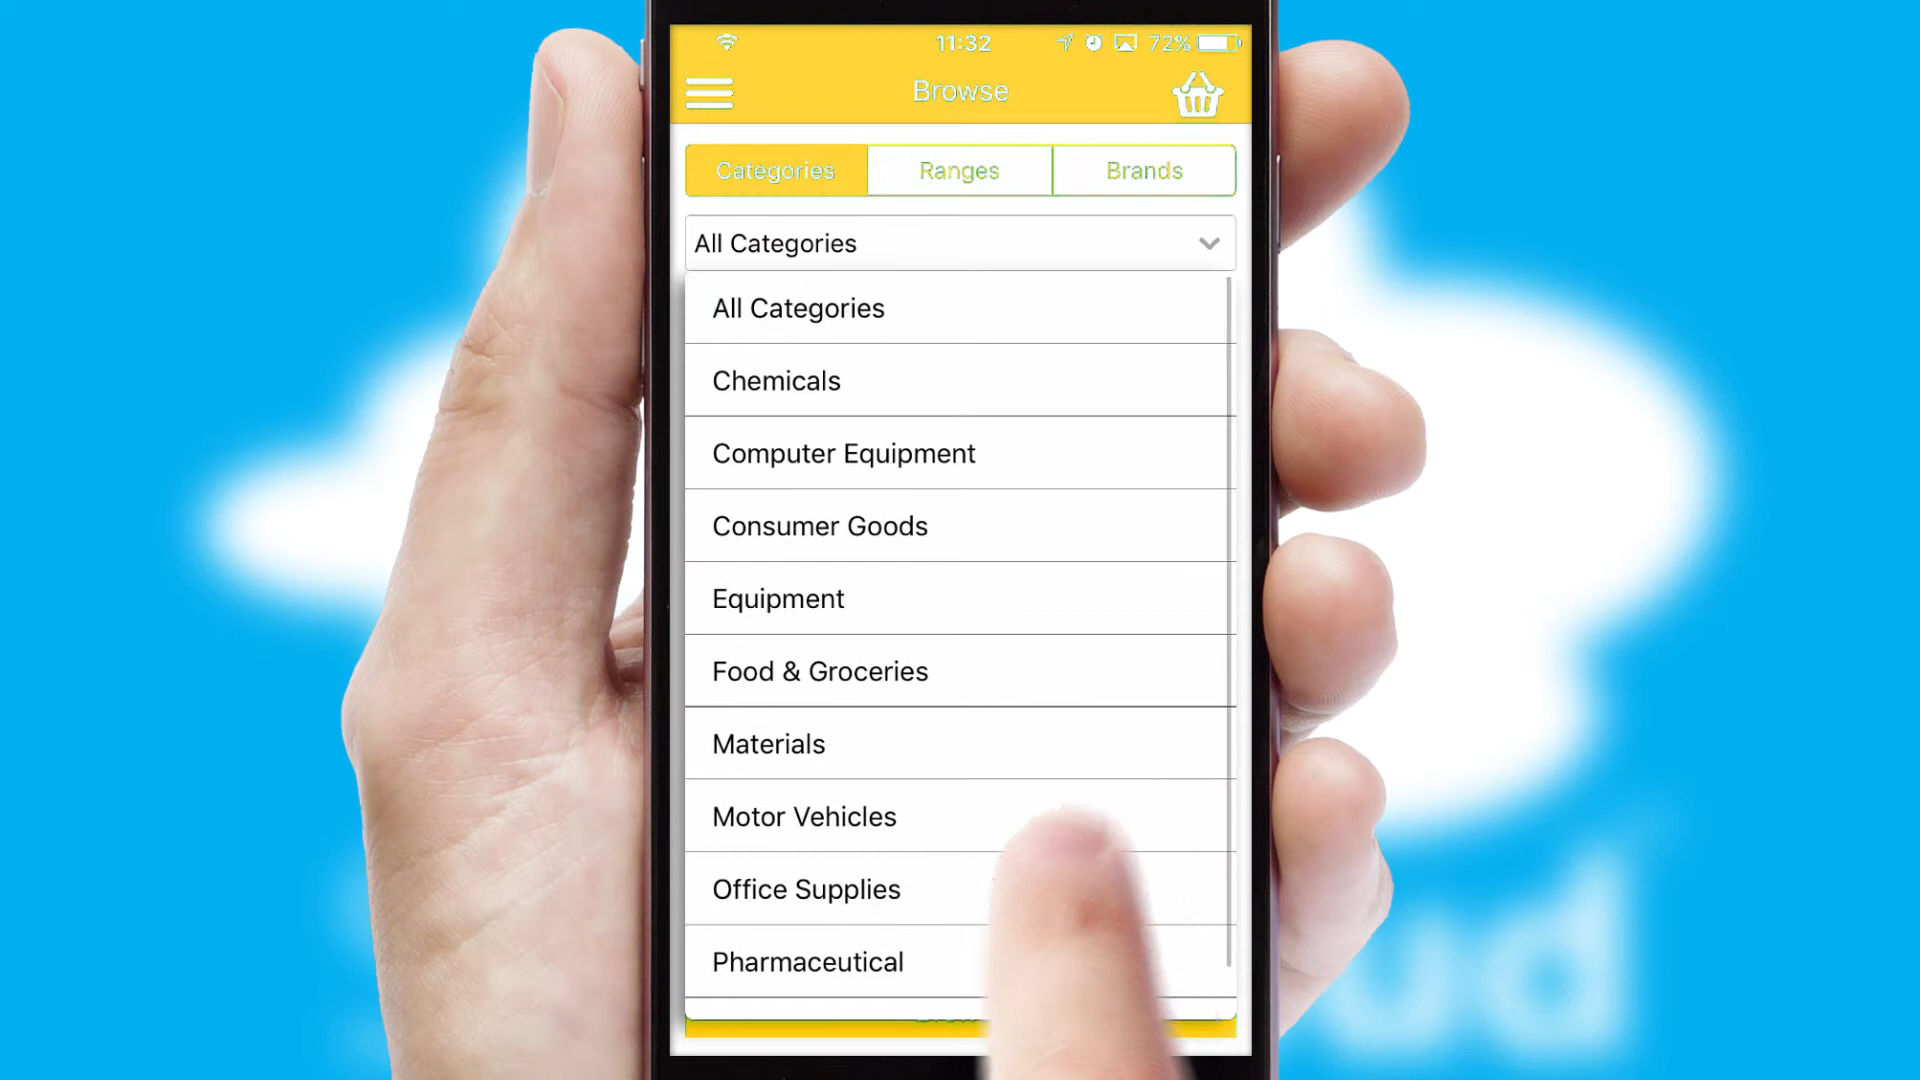 11:32
72%
Browse
Categories Ranges Brands
All Categories
All Categories
Chemicals
Computer Equipment
Consumer Goods
Equipment
Food & Groceries
Materials
Motor Vehicles
Office Supplies
Pharmaceutical